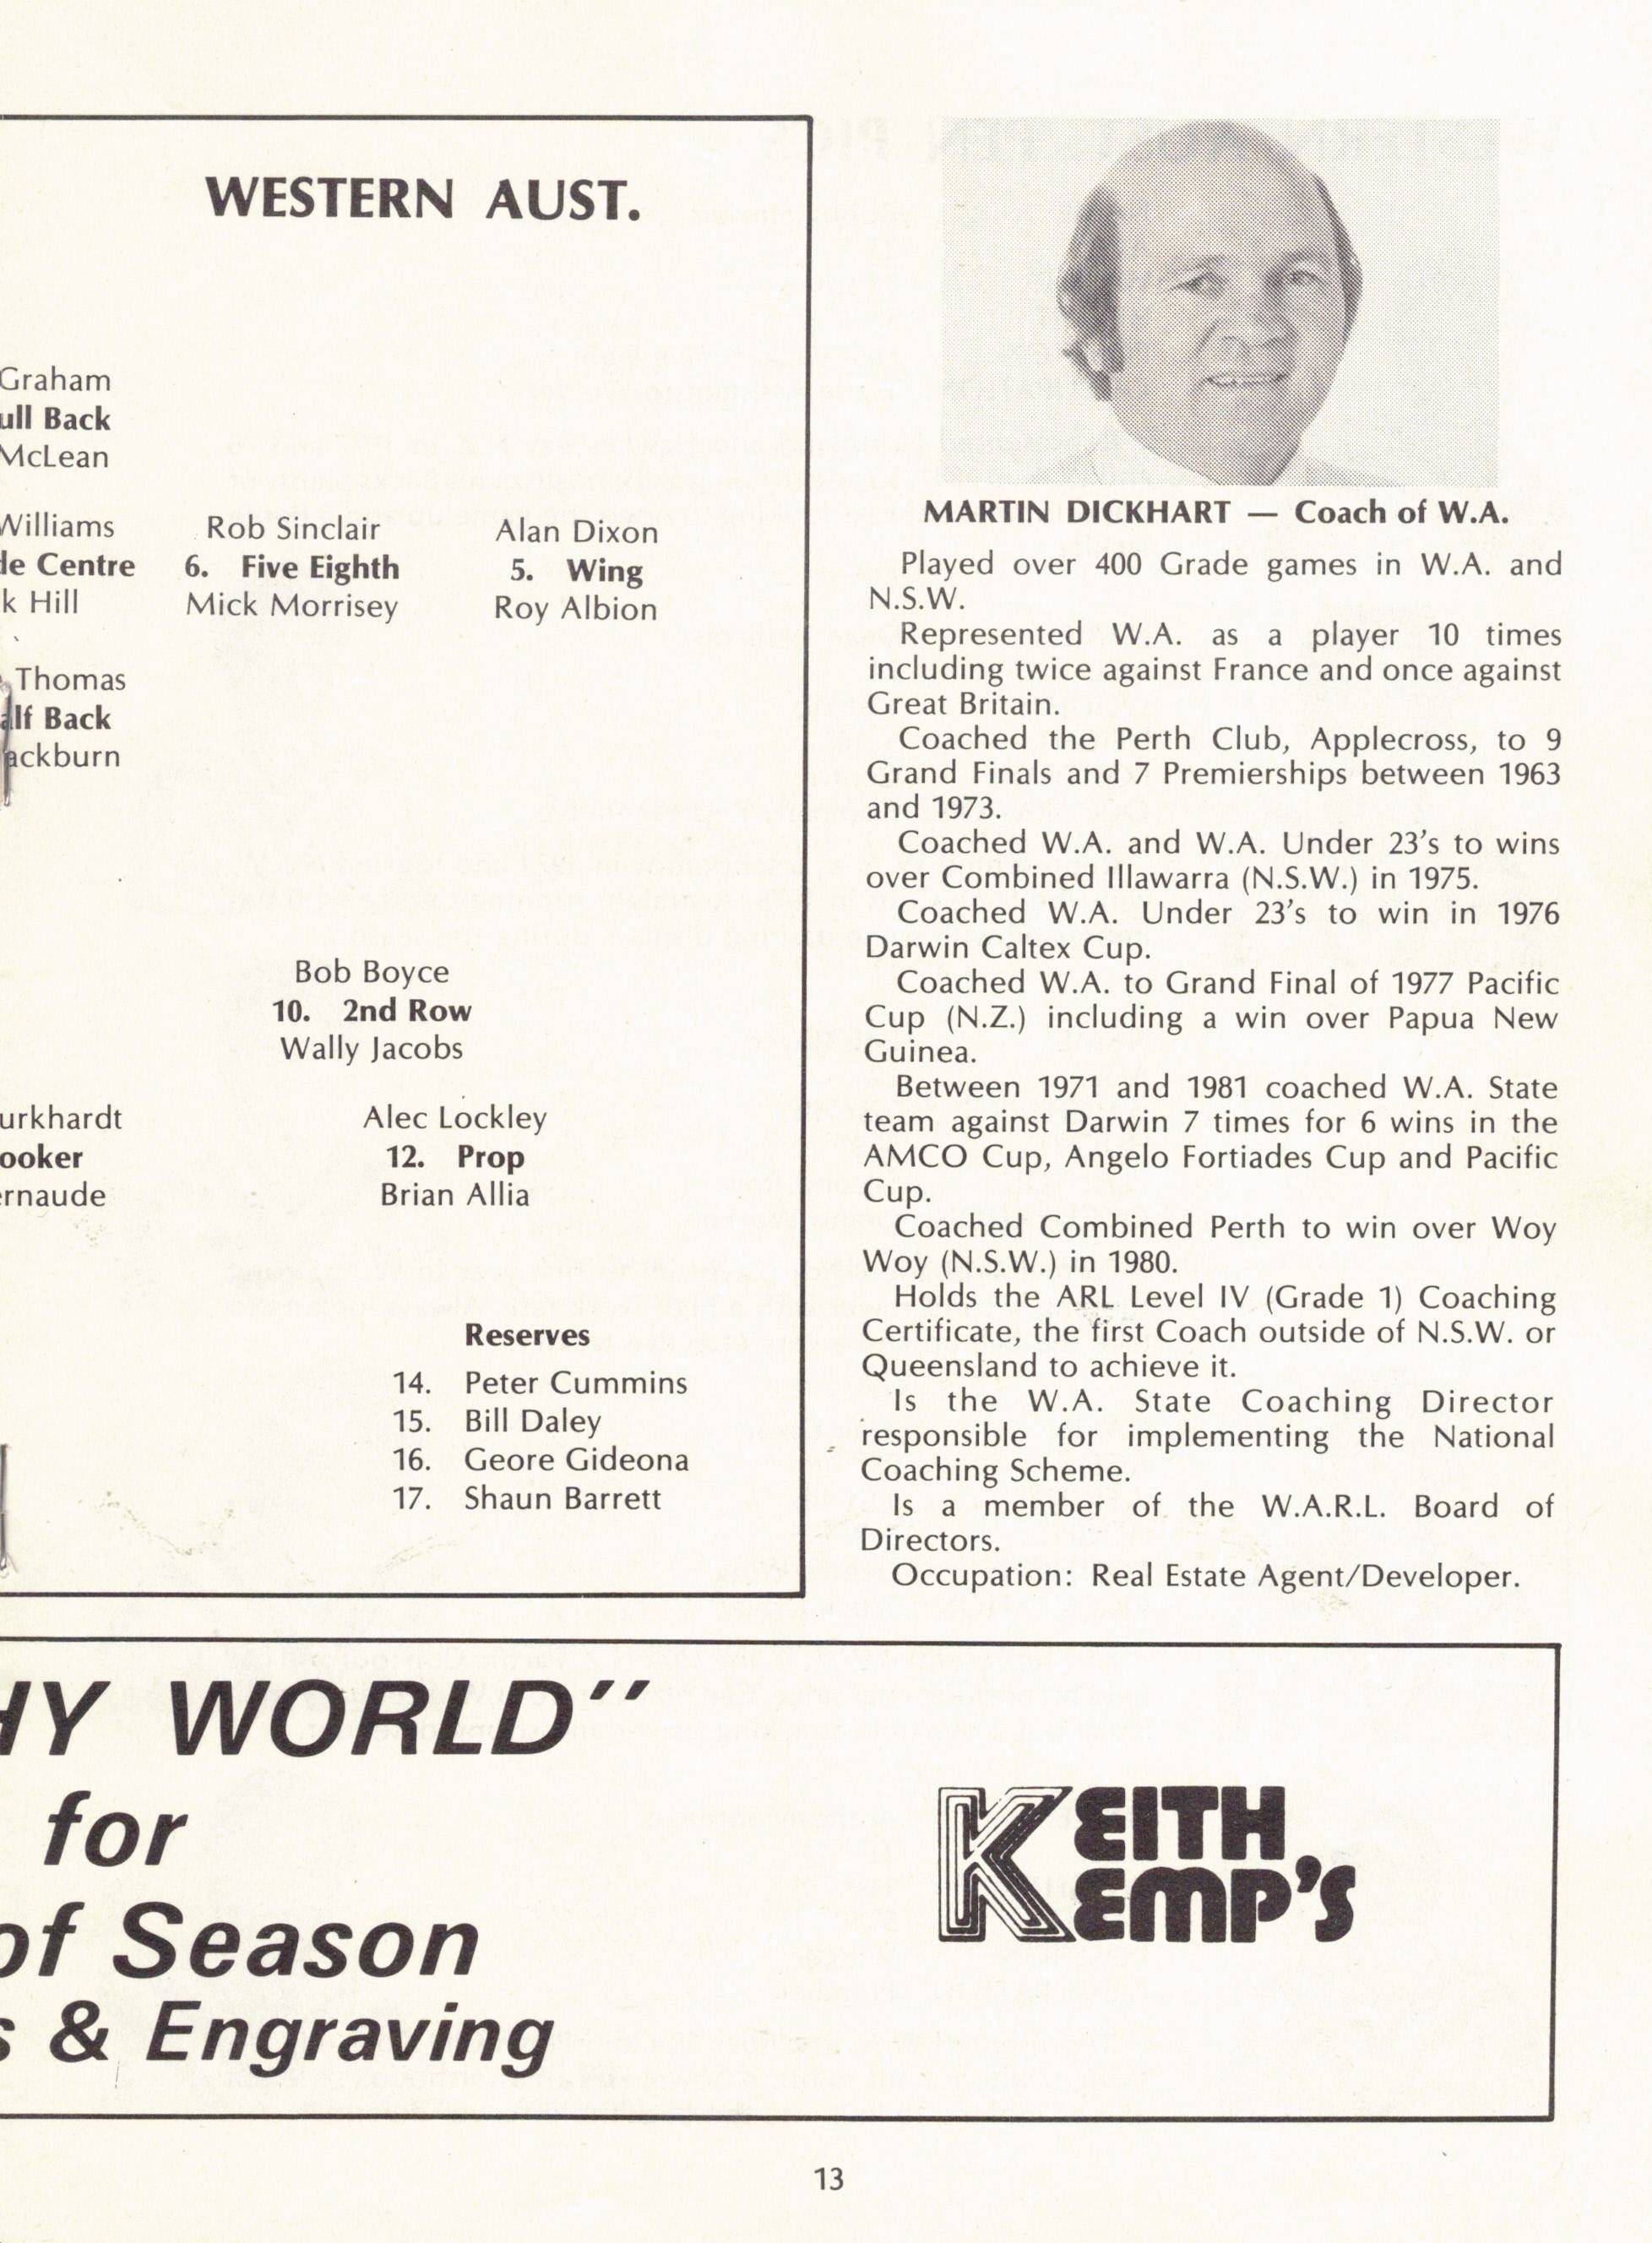 WESTERN AUST.
Graham
ull Back
McLean
Williams
de Centre
k Hill
Rob Sinclair
6. Five Eighth
Mick Morrisey
Alan Dixon
5. Wing
Roy Albion
Thomas
alf Back
ackburn
Bob Boyce
10. 2nd Row
Wally Jacobs
urkhardt
ooker
ernaude
Alec Lockley
12. Prop
Brian Allia
Reserves
14. Peter Cummins
15. Bill Daley
16. Geore Gideona
17. Shaun Barrett
MARTIN DICKHART — Coach of W.A.
Played over 400 Grade games in W.A. and
N.S.W.
Represented W.A. as a player 10 times
including twice against France and once against
Great Britain.
Coached the Perth Club, Applecross, to 9
Grand Finals and 7 Premierships between 1963
and 1973.
Coached W.A. and W.A. Under 23's to wins
over Combined Illawarra (N.S.W.) in 1975.
Coached W.A. Under 23's to win in 1976
Darwin Caltex Cup.
Coached W.A. to Grand Final of 1977 Pacific
Cup (N.Z.) including a win over Papua New
Guinea.
Between 1971 and 1981 coached W.A. State
team against Darwin 7 times for 6 wins in the
AMCO Cup, Angelo Fortiades Cup and Pacific
Cup.
Coached Combined Perth to win over Woy
Woy (N.S.W.) in 1980.
Holds the ARL Level IV (Grade 1) Coaching
Certificate, the first Coach outside of N.S.W. or
Queensland to achieve it.
Is the W.A. State Coaching Director
responsible for implementing the National
Coaching Scheme.
Is a member of the W.A.R.L. Board of
Directors.
Occupation: Real Estate Agent/Developer.
HY WORLD"
for
of Season
s & Engraving
KEITH
KEMP'S
13